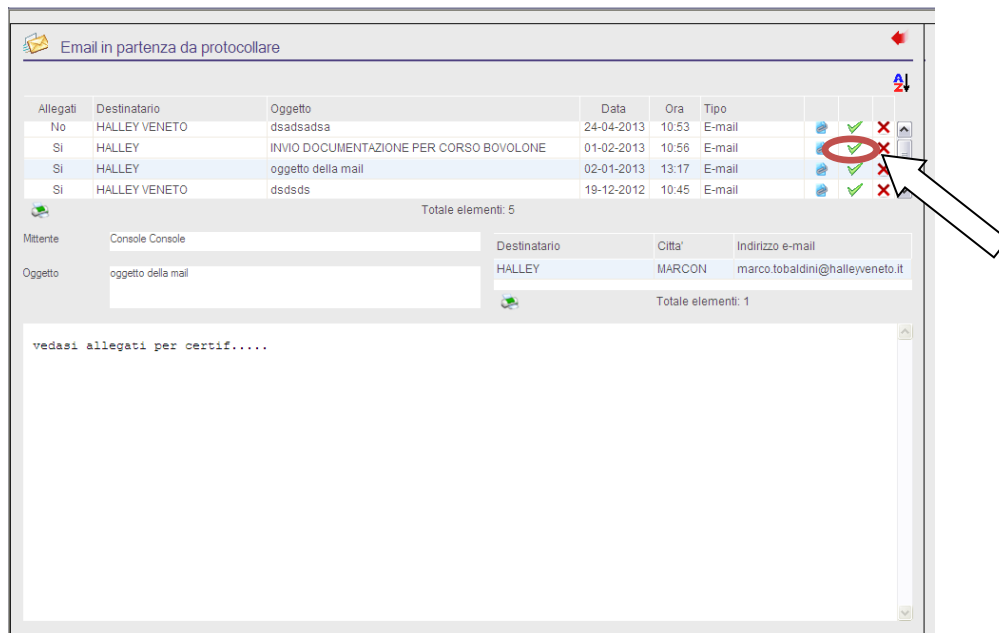 Email in partenza da protocollare
Allegati Destinatario Oggetto Data Ora Tipo
No HALLEY VENETO dsadsadsa 24-04-2013 10:53 E-mail
Si HALLEY INVIO DOCUMENTAZIONE PER CORSO BOVOLONE 01-02-2013 10:56 E-mail
Si HALLEY oggetto della mail 02-01-2013 13:17 E-mail
Si HALLEY VENETO dsdsds 19-12-2012 10:45 E-mail
Totale elementi: 5
Mittente Console Console
Oggetto oggetto della mail
Destinatario Citta' Indirizzo e-mail
HALLEY MARCON marco.tobaldini@halleyveneto.it
Totale elementi: 1
vedasi allegati per certif.....